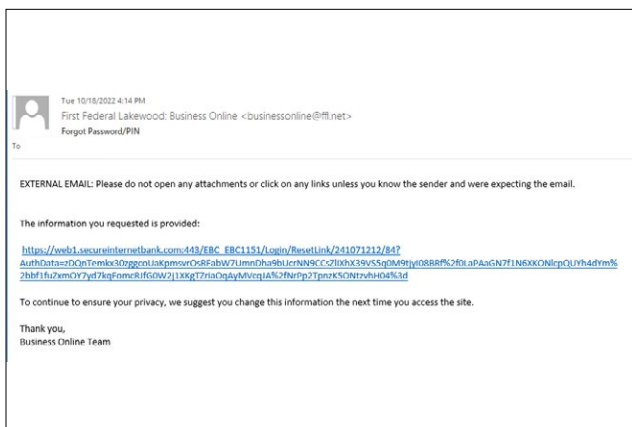 Tue 10/18/2022 4:14 PM
First Federal Lakewood: Business Online <businessonline@ffl.net>
Forgot Password/PIN
To
EXTERNAL EMAIL: Please do not open any attachments or click on any links unless you know the sender and were expecting the email.
The information you requested is provided:
https://web1.secureinternetbank.com:443/EBC_EBC1151/Login/ResetLink/241071212/84?
To continue to ensure your privacy, we suggest you change this information the next time you access the site.
Thank you,
Business Online Team